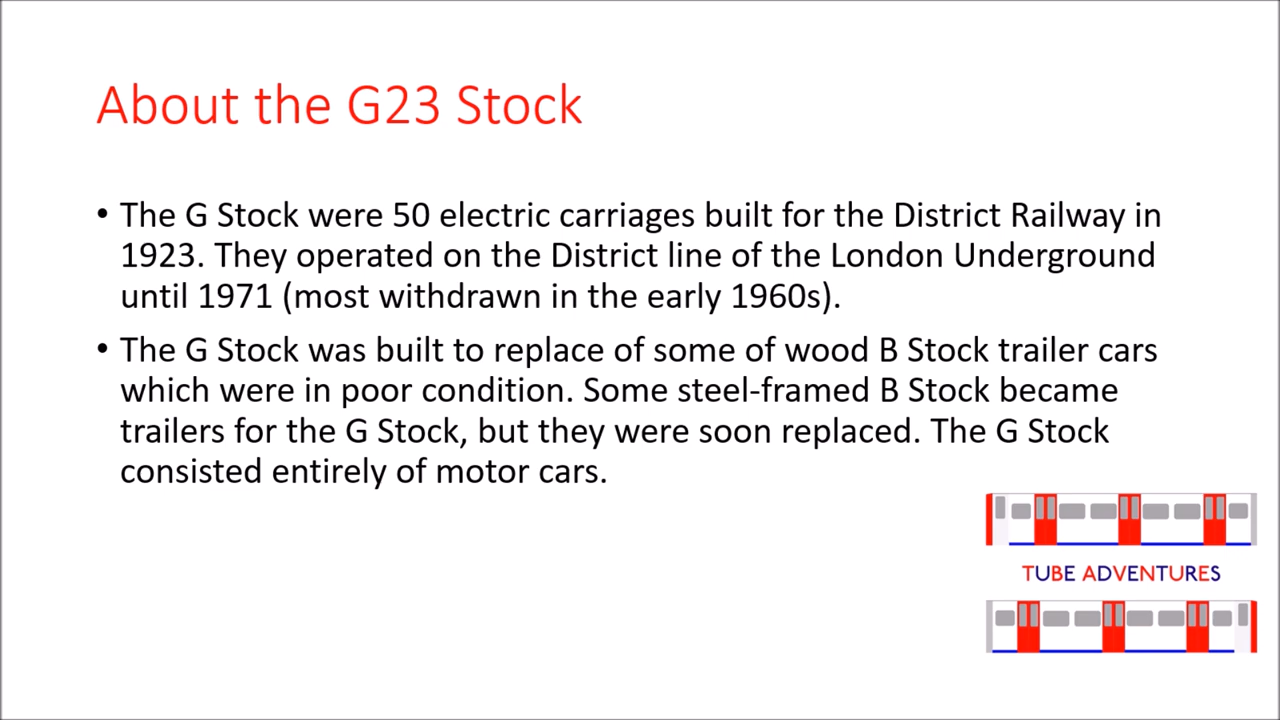 About the G23 Stock
• The G Stock were 50 electric carriages built for the District Railway in
1923. They operated on the District line of the London Underground
until 1971 (most withdrawn in the early 1960s).
• The G Stock was built to replace of some of wood B Stock trailer cars
which were in poor condition. Some steel-framed B Stock became
trailers for the G Stock, but they were soon replaced. The G Stock
consisted entirely of motor cars.
TUBE ADVENTURES